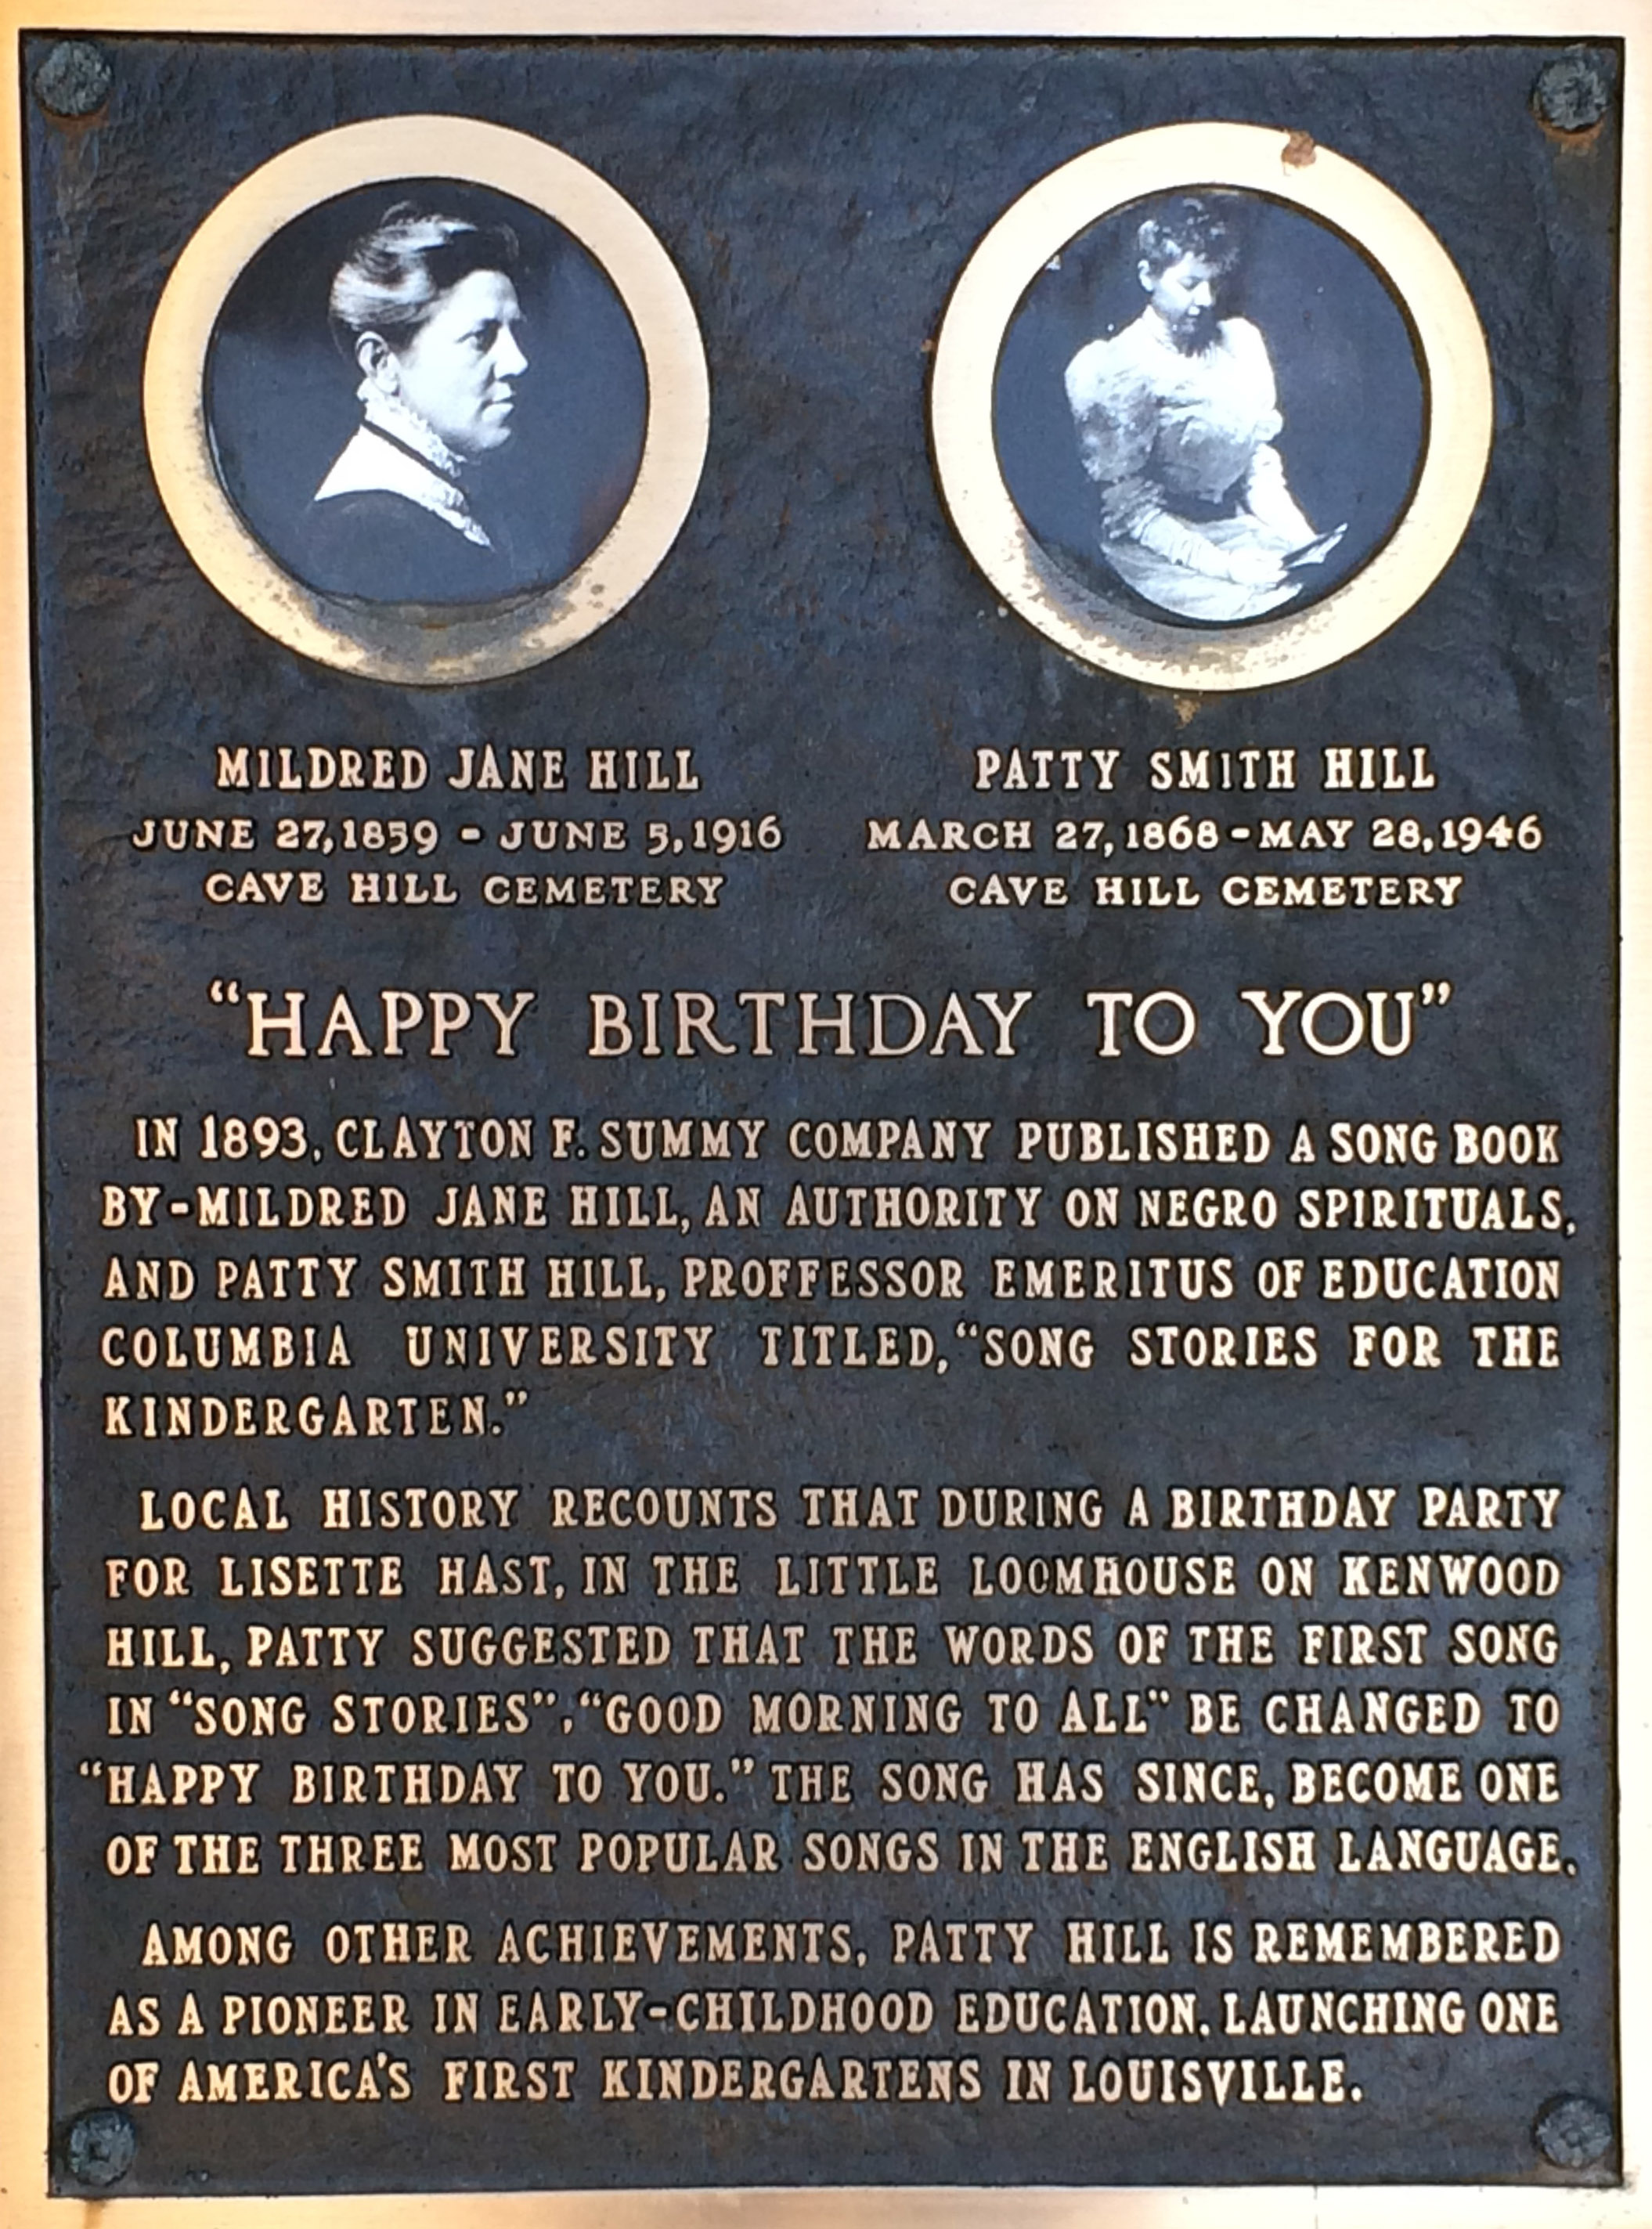 MILDRED JANE HILL
JUNE 27, 1859 - JUNE 5, 1916
CAVE HILL CEMETERY
PATTY SMITH HILL
MARCH 27, 1868 - MAY 28, 1946
CAVE HILL CEMETERY
"HAPPY BIRTHDAY TO YOU"
IN 1893, CLAYTON F. SUMMY COMPANY PUBLISHED A SONG BOOK
BY-MILDRED JANE HILL, AN AUTHORITY ON NEGRO SPIRITUALS,
AND PATTY SMITH HILL, PROFFESSOR EMERITUS OF EDUCATION
COLUMBIA UNIVERSITY TITLED, "SONG STORIES FOR THE
KINDERGARTEN."
LOCAL HISTORY RECOUNTS THAT DURING A BIRTHDAY PARTY
FOR LISETTE HAST, IN THE LITTLE LOOMHOUSE ON KENWOOD
HILL, PATTY SUGGESTED THAT THE WORDS OF THE FIRST SONG
IN "SONG STORIES", "GOOD MORNING TO ALL" BE CHANGED TO
"HAPPY BIRTHDAY TO YOU." THE SONG HAS SINCE, BECOME ONE
OF THE THREE MOST POPULAR SONGS IN THE ENGLISH LANGUAGE.
AMONG OTHER ACHIEVEMENTS, PATTY HILL IS REMEMBERED
AS A PIONEER IN EARLY-CHILDHOOD EDUCATION. LAUNCHING ONE
OF AMERICA'S FIRST KINDERGARTENS IN LOUISVILLE.